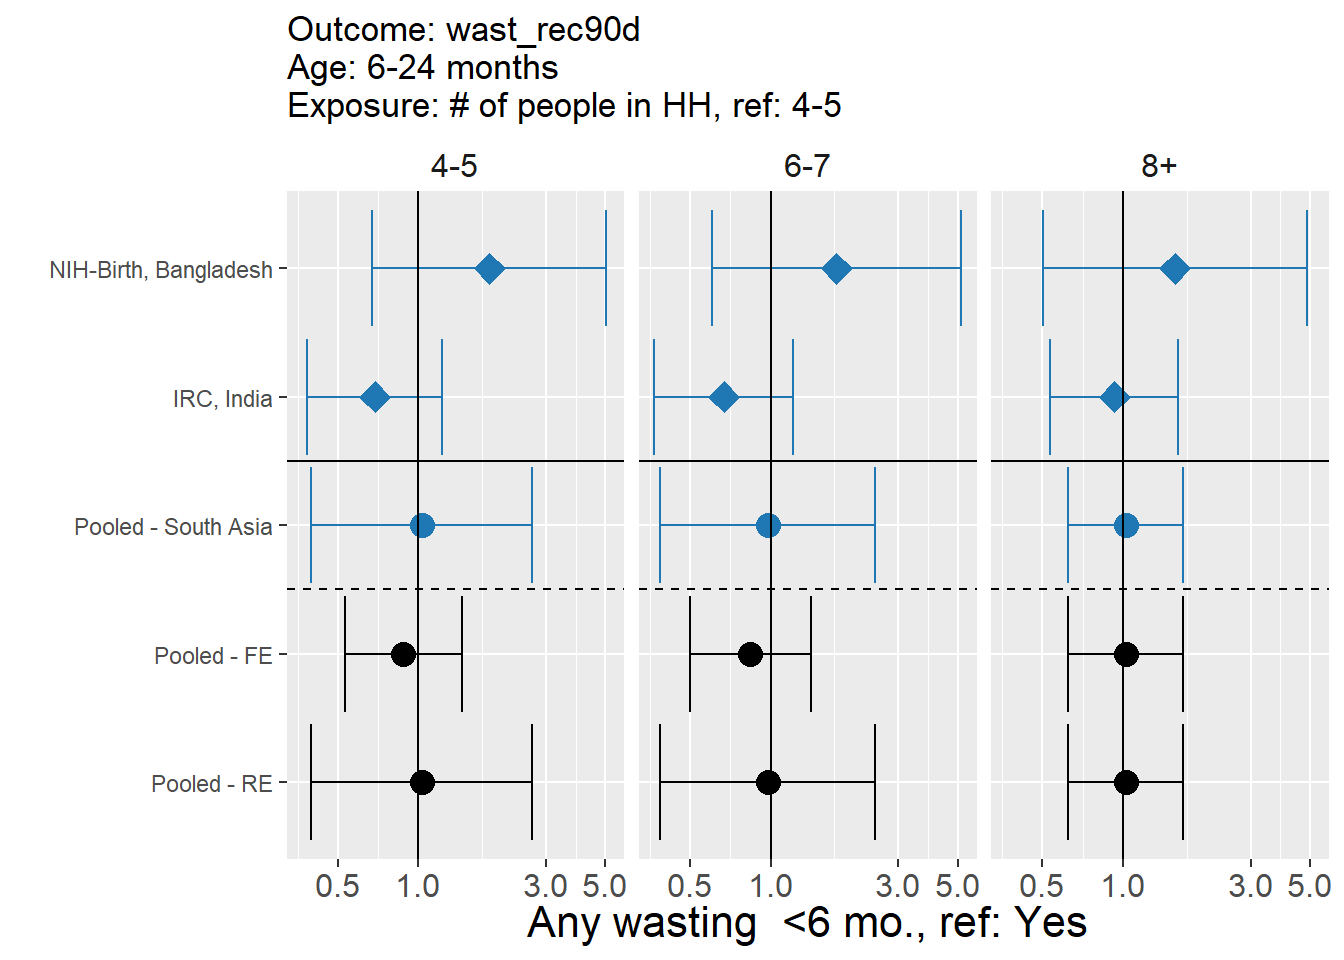 Outcome: wast_rec90d
Age: 6-24 months
Exposure: # of people in HH, ref: 4-5
4-5 6-7 8+
NIH-Birth, Bangladesh
IRC, India
Pooled - South Asia
Pooled - FE
Pooled - RE
0.5 1.0 3.0 5.0 0.5 1.0 3.0 5.0 0.5 1.0 3.0 5.0
Any wasting  <6 mo., ref: Yes